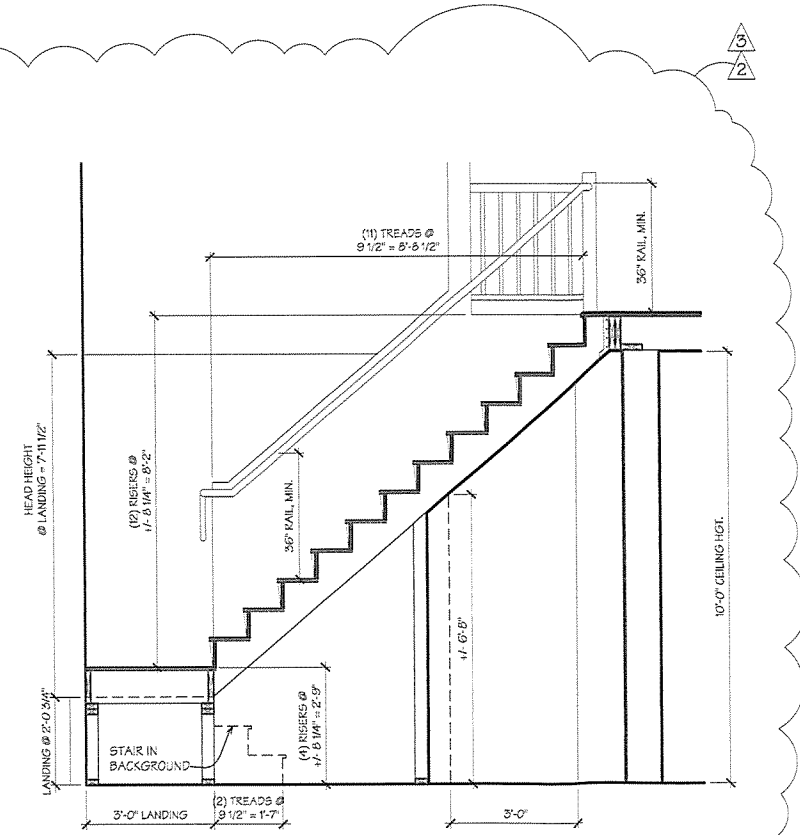 3
2
(11) TREADS @
9 1/2" = 8'-8 1/2"
36" RAIL, MIN.
HEAD HEIGHT
@ LANDING = 7'-11 1/2"
(12) RISERS @
+/- 8 1/4" = 8'-2"
36" RAIL, MIN.
10'-0" CEILING HGT.
+/- 6'-8"
LANDING @ 2'-0 3/4"
(4) RISERS @
+/- 8 1/4" = 2'-9"
STAIR IN
BACKGROUND
3'-0" LANDING
(2) TREADS @
9 1/2" = 1'-7"
3'-0"